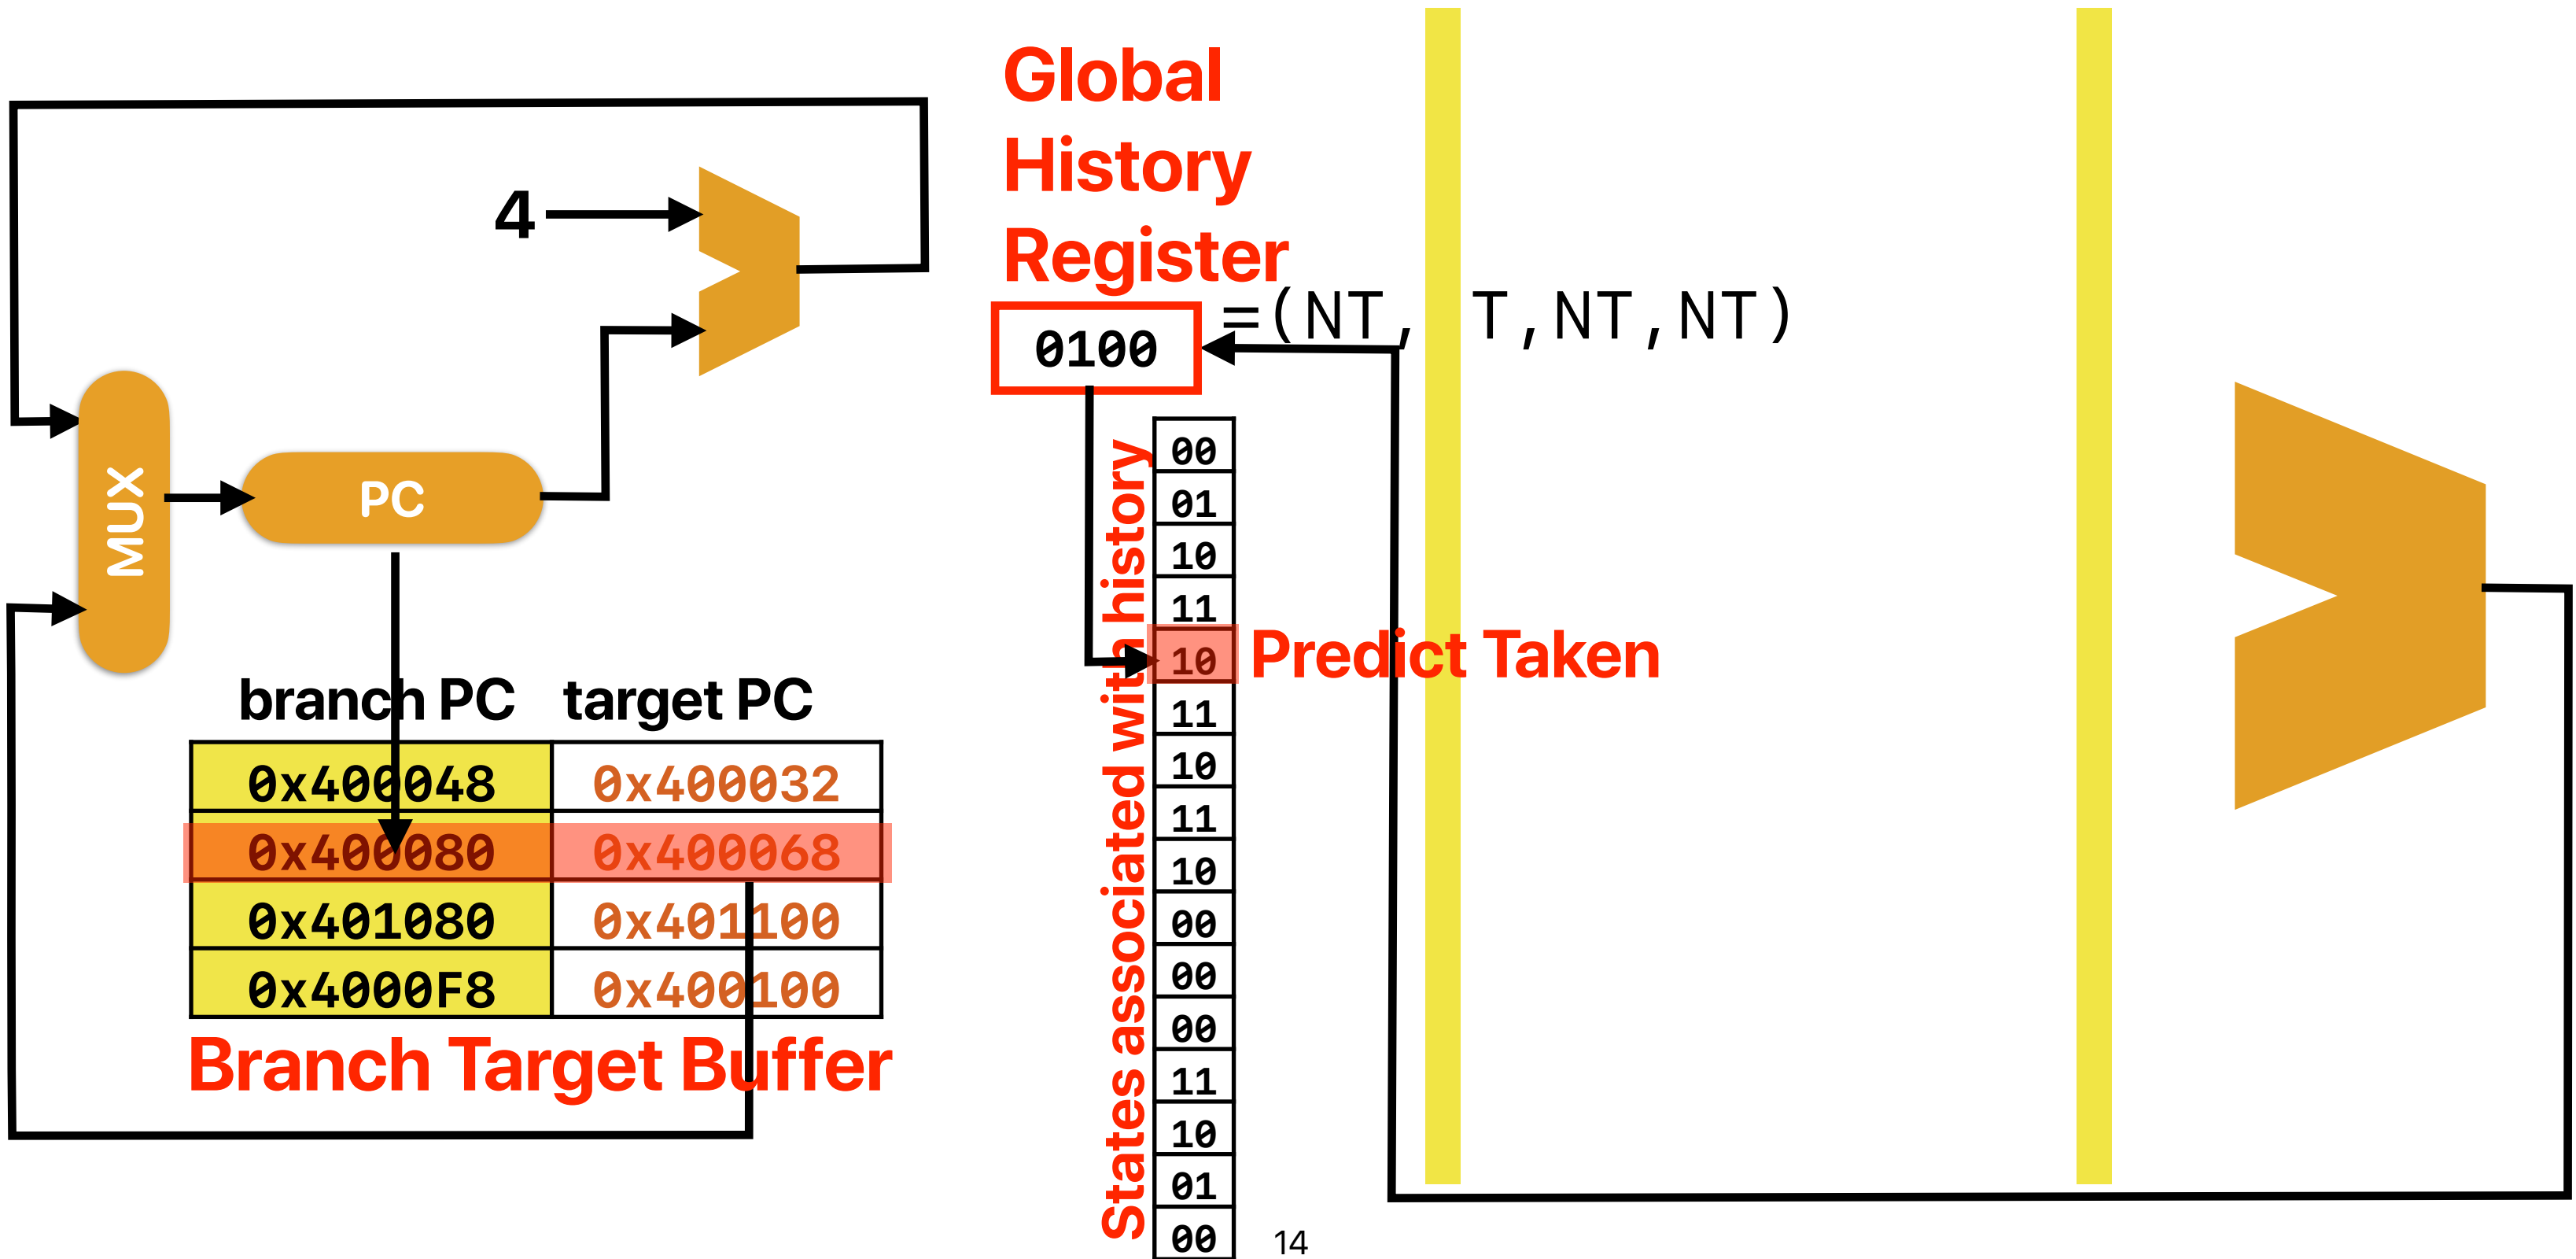 Global
History
Register
4
=(NT, T,NT,NT)
0100
MUX
PC
branch PC target PC
0x400048 0x400032
0x400080 0x400068
0x401080 0x401100
0x4000F8 0x400100
Branch Target Buffer
States associated with history
00
01
10
11
10 Predict Taken
11
10
11
10
00
00
00
11
10
01
00
14